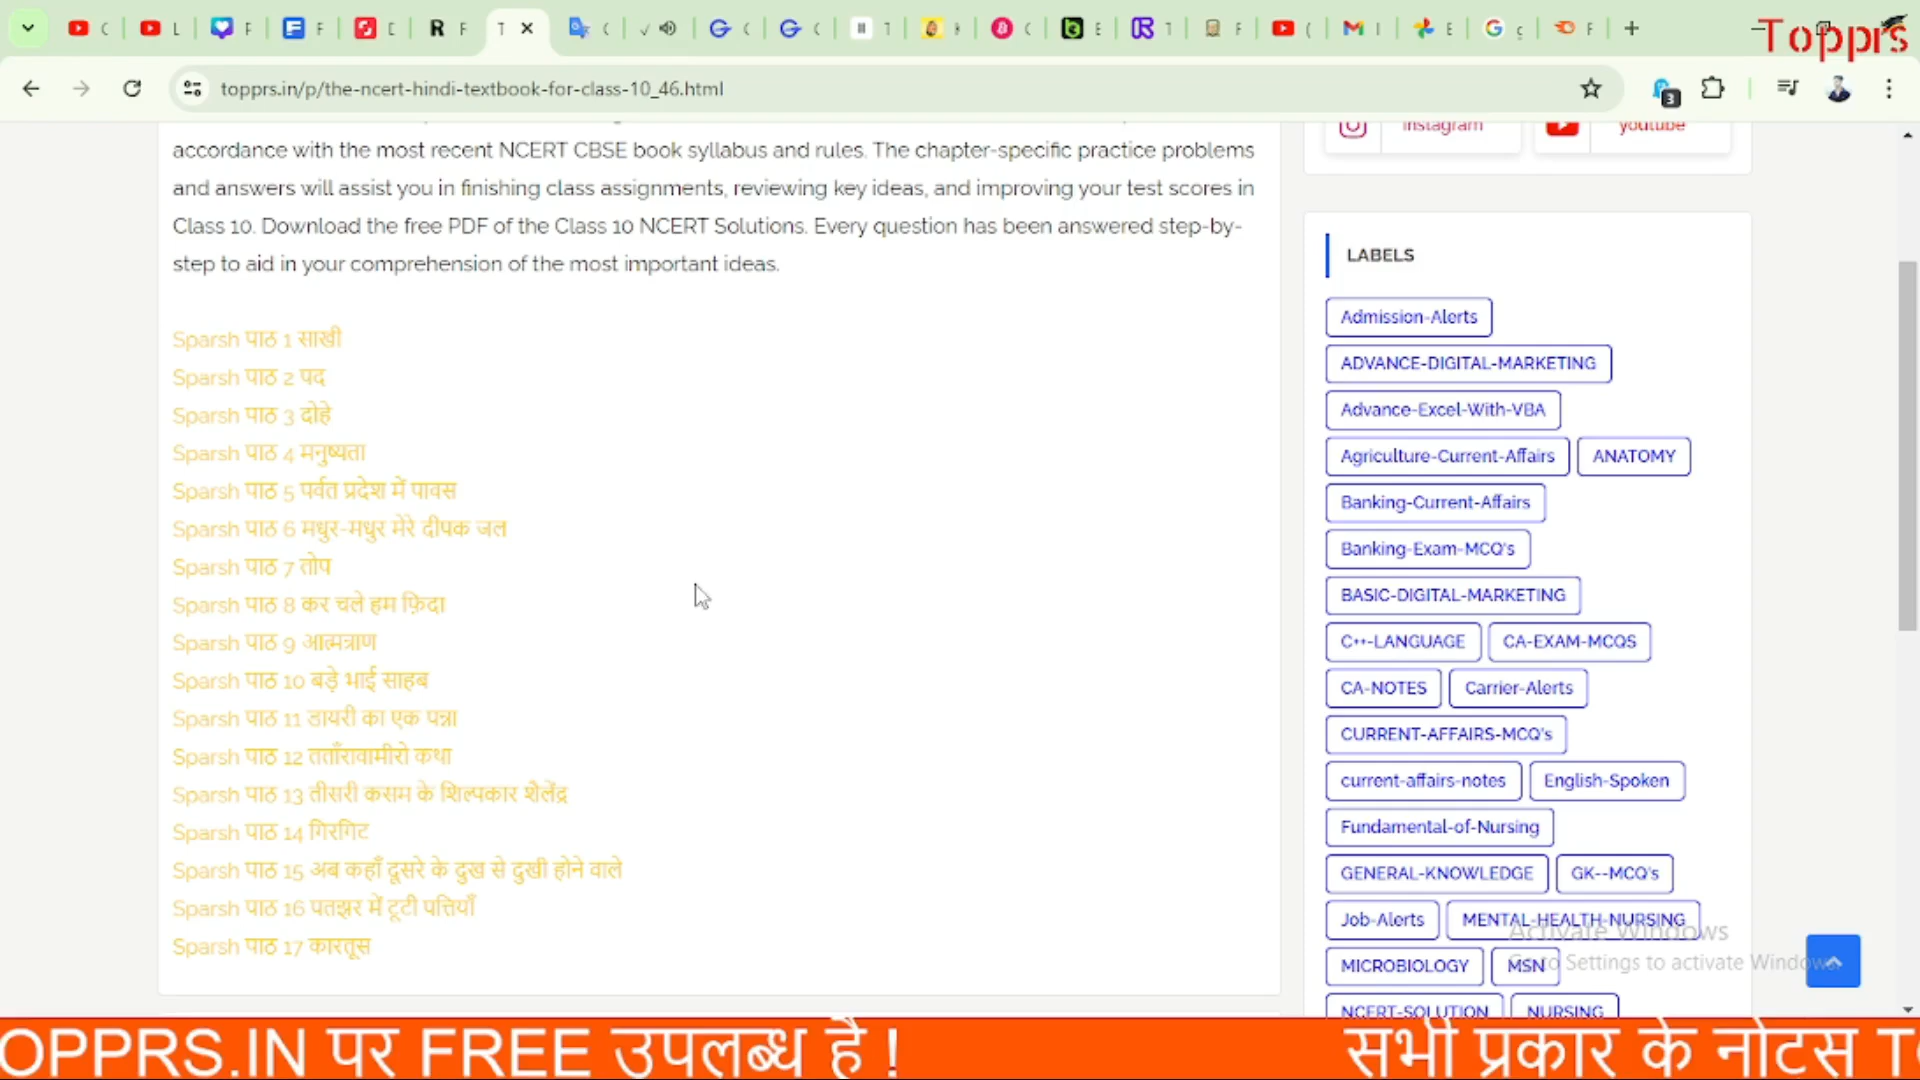 Toppрs
topprs.in/p/the-ncert-hindi-textbook-for-class-10_46.html
3
instagram
youtube
accordance with the most recent NCERT CBSE book syllabus and rules. The chapter-specific practice problems
and answers will assist you in finishing class assignments, reviewing key ideas, and improving your test scores in
Class 10. Download the free PDF of the Class 10 NCERT Solutions. Every question has been answered step-by-
step to aid in your comprehension of the most important ideas.
Sparsh पाठ 1 साखी
Sparsh पाठ 2 पद
Sparsh पाठ 3 दोहे
Sparsh पाठ 4 मनुष्यता
Sparsh पाठ 5 पर्वत प्रदेश में पावस
Sparsh पाठ 6 मधुर-मधुर मेरे दीपक जल
Sparsh पाठ 7 तोप
Sparsh पाठ 8 कर चले हम फ़िदा
Sparsh पाठ 9 आत्मत्राण
Sparsh पाठ 10 बड़े भाई साहब
Sparsh पाठ 11 डायरी का एक पन्ना
Sparsh पाठ 12 तताँरावामीरो कथा
Sparsh पाठ 13 तीसरी कसम के शिल्पकार शैलेंद्र
Sparsh पाठ 14 गिरगिट
Sparsh पाठ 15 अब कहाँ दूसरे के दुख से दुखी होने वाले
Sparsh पाठ 16 पतझर में टूटी पत्तियाँ
Sparsh पाठ 17 कारतूस
LABELS
Admission-Alerts
ADVANCE-DIGITAL-MARKETING
Advance-Excel-With-VBA
Agriculture-Current-Affairs ANATOMY
Banking-Current-Affairs
Banking-Exam-MCQ's
BASIC-DIGITAL-MARKETING
C++-LANGUAGE CA-EXAM-MCQS
CA-NOTES Carrier-Alerts
CURRENT-AFFAIRS-MCQ's
current-affairs-notes English-Spoken
Fundamental-of-Nursing
GENERAL-KNOWLEDGE GK--MCQ's
Job-Alerts MENTAL-HEALTH-NURSING
MICROBIOLOGY MSN
NCERT-SOLUTION NURSING
Activate Windows
Go to Settings to activate Windows.
OPPRS.IN पर FREE उपलब्ध है ! सभी प्रकार के नोटस T